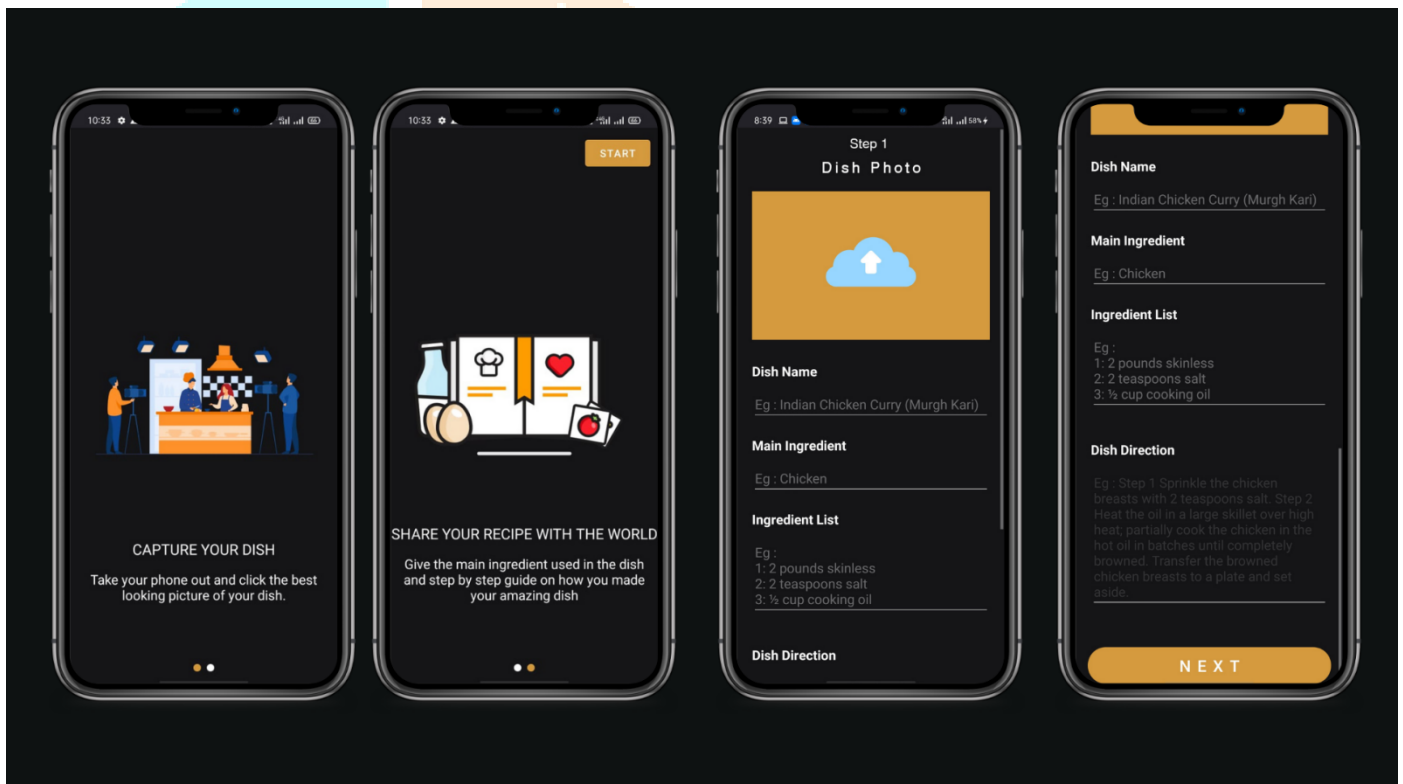 10:33
CAPTURE YOUR DISH
Take your phone out and click the best
looking picture of your dish.
10:33
START
SHARE YOUR RECIPE WITH THE WORLD
Give the main ingredient used in the dish
and step by step guide on how you made
your amazing dish
8:39
58%
Step 1
Dish Photo
Dish Name
Eg : Indian Chicken Curry (Murgh Kari)
Main Ingredient
Eg : Chicken
Ingredient List
Eg :
1: 2 pounds skinless
2: 2 teaspoons salt
3: ½ cup cooking oil
Dish Direction
Dish Name
Eg : Indian Chicken Curry (Murgh Kari)
Main Ingredient
Eg : Chicken
Ingredient List
Eg :
1: 2 pounds skinless
2: 2 teaspoons salt
3: ½ cup cooking oil
Dish Direction
Eg : Step 1 Sprinkle the chicken
breasts with 2 teaspoons salt. Step 2
Heat the oil in a large skillet over high
heat; partially cook the chicken in the
hot oil in batches until completely
browned. Transfer the browned
chicken breasts to a plate and set
aside.
NEXT